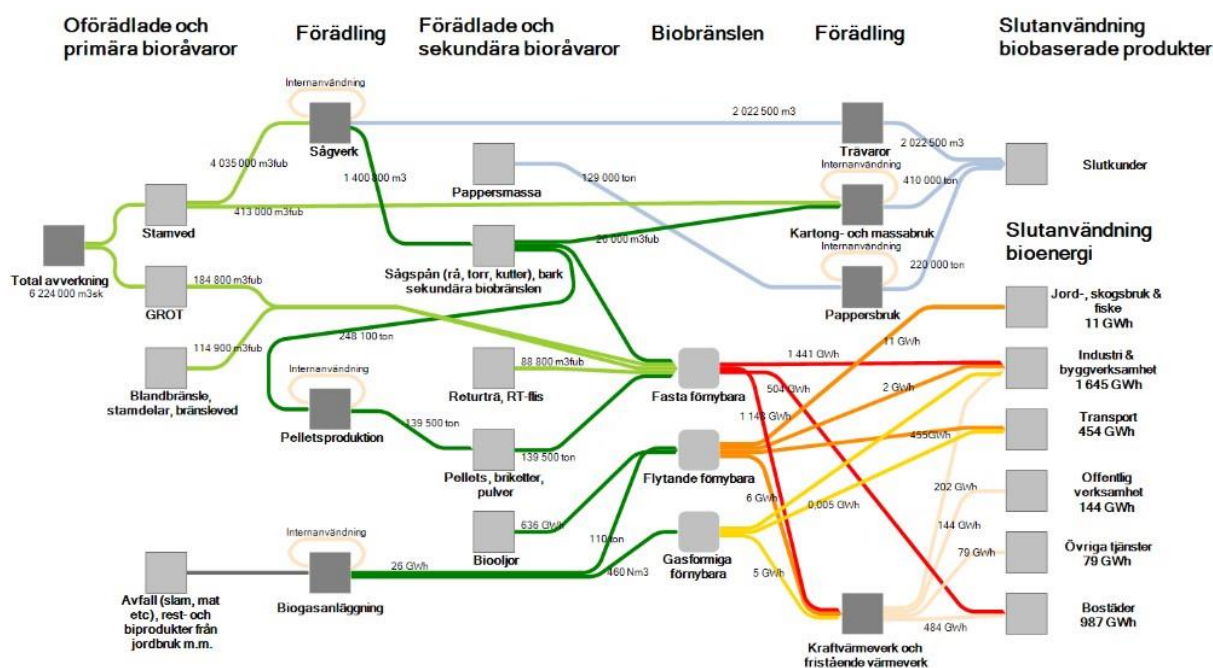 Oförädlade och
primära bioråvaror
Förädling
Förädlade och
sekundära bioråvaror
Biobränslen
Förädling
Slutanvändning
biobaserade produkter
Internanvändning
2 022 500 m3
Sågverk
Trävaror
2 022 500 m3
4 035 000 m3fub
1 400 800 m3
Pappersmassa
129 000 ton
Internanvändning
410 000 ton
Slutkunder
Stamved
413 000 m3fub
26 000 m3fub
Kartong- och massabruk
Slutanvändning
bioenergi
Total avverkning
6 224 000 m3sk
Sågspån (rå, torr, kutter), bark
sekundära biobränslen
Internanvändning
220 000 ton
184 800 m3fub
GROT
Pappersbruk
Jord-, skogsbruk &
fiske
11 GWh
248 100 ton
11 GWh
114 900 m3fub
88 800 m3fub
1 441 GWh
Industri &
byggverksamhet
1 645 GWh
Blandbränsle,
stamdelar, bränsleved
Internanvändning
Returträ, RT-flis
Fasta förnybara
504 GWh
2 GWh
1 143 GWh
Pelletsproduktion
139 500 ton
139 500 ton
455GWh
Transport
454 GWh
Pellets, briketter,
pulver
Flytande förnybara
6 GWh
0,005 GWh
202 GWh
Offentlig
verksamhet
144 GWh
636 GWh
Biooljor
110 ton
144 GWh
Internanvändning
26 GWh
460 Nm3
Gasformiga
förnybara
5 GWh
79 GWh
Övriga tjänster
79 GWh
Biogasanläggning
Avfall (slam, mat
etc), rest- och
biprodukter från
jordbruk m.m.
484 GWh
Bostäder
987 GWh
Kraftvärmeverk och
fristående värmeverk